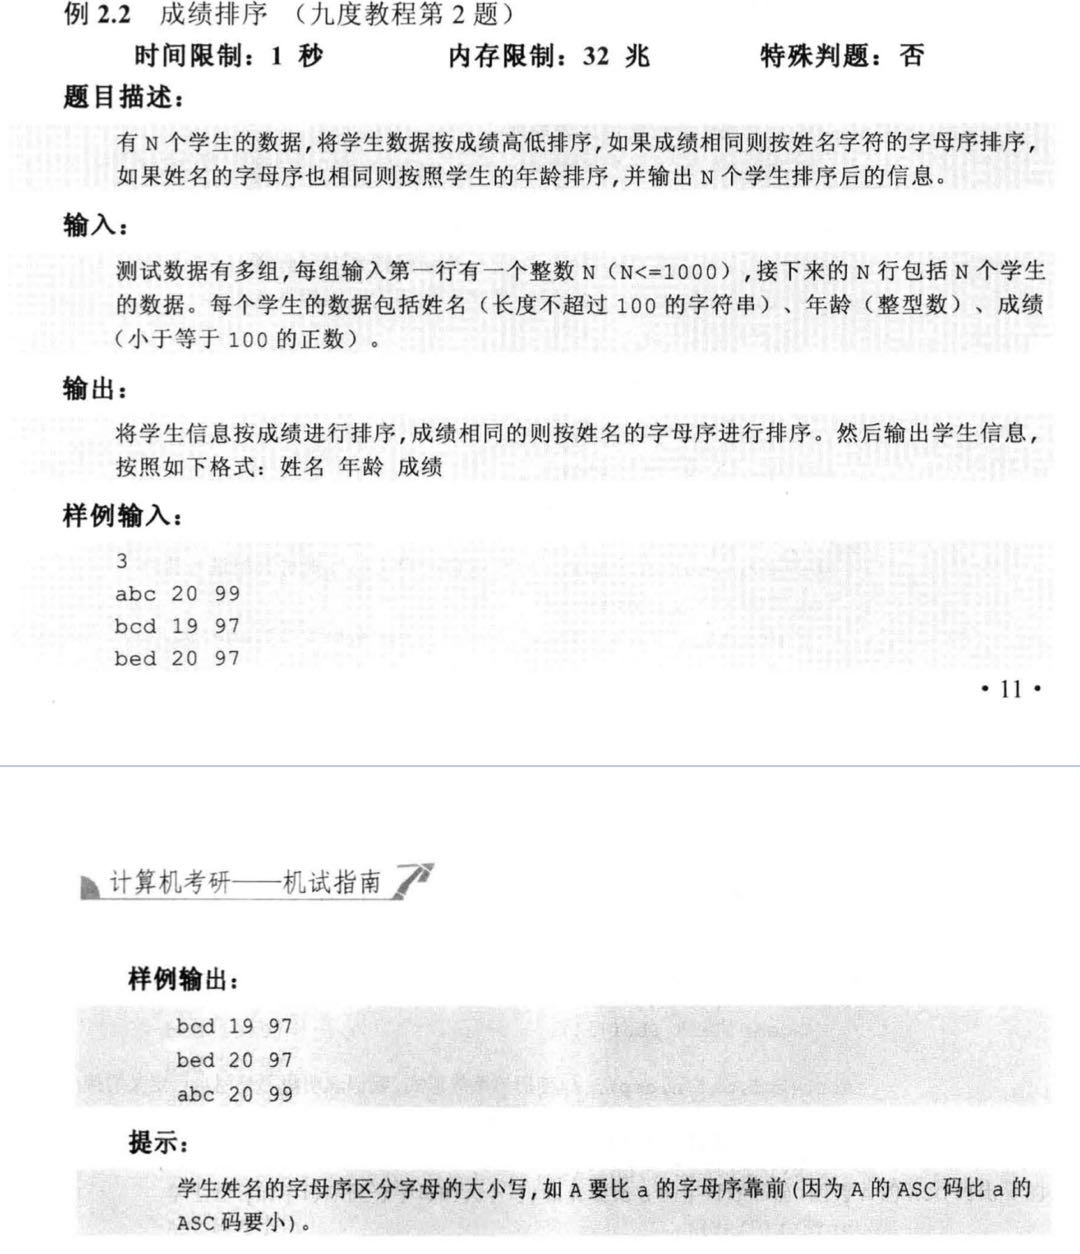 例 2.2 成绩排序 （九度教程第 2 题）
时间限制：1 秒 内存限制：32 兆 特殊判题：否
题目描述：
有 N 个学生的数据,将学生数据按成绩高低排序,如果成绩相同则按姓名字符的字母序排序,
如果姓名的字母序也相同则按照学生的年龄排序,并输出 N 个学生排序后的信息。
输入：
测试数据有多组,每组输入第一行有一个整数 N（N<=1000）,接下来的 N 行包括 N 个学生
的数据。每个学生的数据包括姓名（长度不超过 100 的字符串）、年龄（整型数）、成绩
（小于等于 100 的正数）。
输出：
将学生信息按成绩进行排序,成绩相同的则按姓名的字母序进行排序。然后输出学生信息,
按照如下格式：姓名 年龄 成绩
样例输入：
3
abc 20 99
bcd 19 97
bed 20 97
• 11 •
计算机考研——机试指南
样例输出：
bcd 19 97
bed 20 97
abc 20 99
提示：
学生姓名的字母序区分字母的大小写,如 A 要比 a 的字母序靠前(因为 A 的 ASC 码比 a 的
ASC 码要小)。